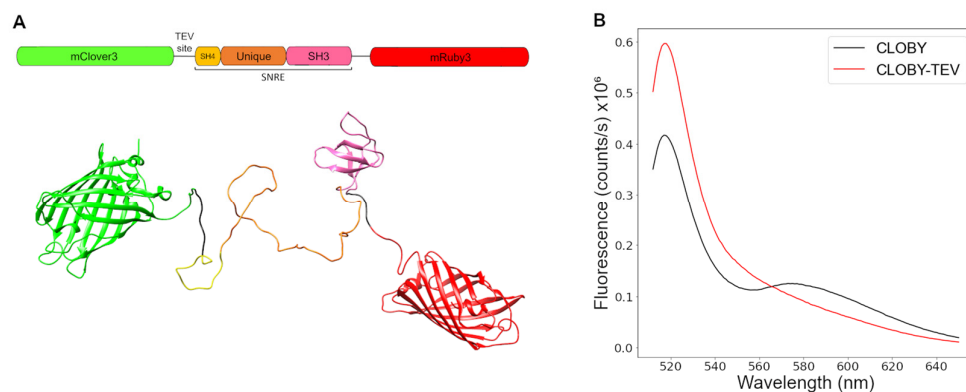 A
TEV
site
mClover3
SH4
Unique
SH3
mRuby3
SNRE
B
CLOBY
CLOBY-TEV
Fluorescence (counts/s) x10⁶
0.6
0.5
0.4
0.3
0.2
0.1
0.0
520 540 560 580 600 620 640
Wavelength (nm)